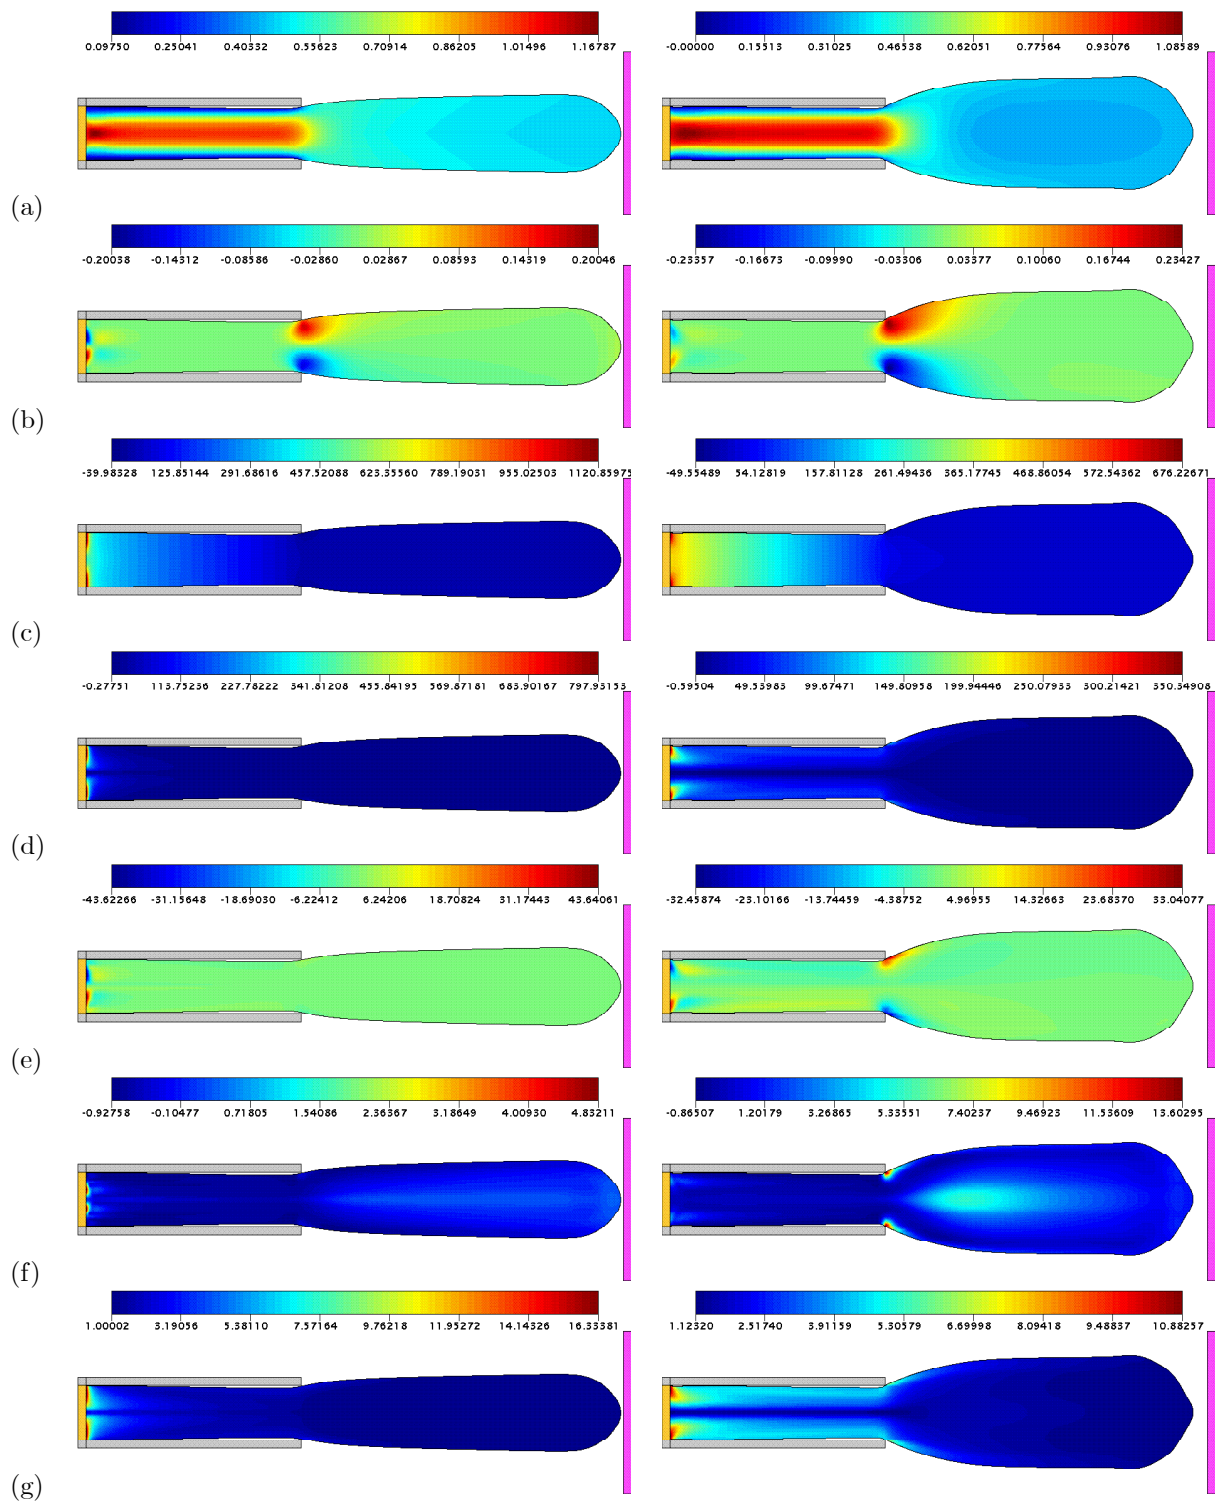 0.09750 0.25041 0.40332 0.55623 0.70914 0.86205 1.01496 1.16787
-0.00000 0.15513 0.31025 0.46538 0.62051 0.77564 0.93076 1.08589
(a)
-0.20038 -0.14312 -0.08586 -0.02860 0.02867 0.08593 0.14319 0.20046
-0.23357 -0.16673 -0.09990 -0.03306 0.03377 0.10060 0.16744 0.23427
(b)
-39.98328 125.85144 291.68616 457.52088 623.35560 789.19031 955.02503 1120.85975
-49.55489 54.12819 157.81128 261.49436 365.17745 468.86054 572.54362 676.22671
(c)
-0.27751 113.75236 227.78222 341.81208 455.84195 569.87181 683.90167 797.93153
-0.59504 49.53983 99.67471 149.80958 199.94446 250.07933 300.21421 350.34908
(d)
-43.62266 -31.15648 -18.69030 -6.22412 6.24206 18.70824 31.17443 43.64061
-32.45874 -23.10166 -13.74459 -4.38752 4.96955 14.32663 23.68370 33.04077
(e)
-0.92758 -0.10477 0.71805 1.54086 2.36367 3.18649 4.00930 4.83211
-0.86507 1.20179 3.26865 5.33551 7.40237 9.46923 11.53609 13.60295
(f)
1.00002 3.19056 5.38110 7.57164 9.76218 11.95272 14.14326 16.33381
1.12320 2.51740 3.91159 5.30579 6.69998 8.09418 9.48837 10.88257
(g)